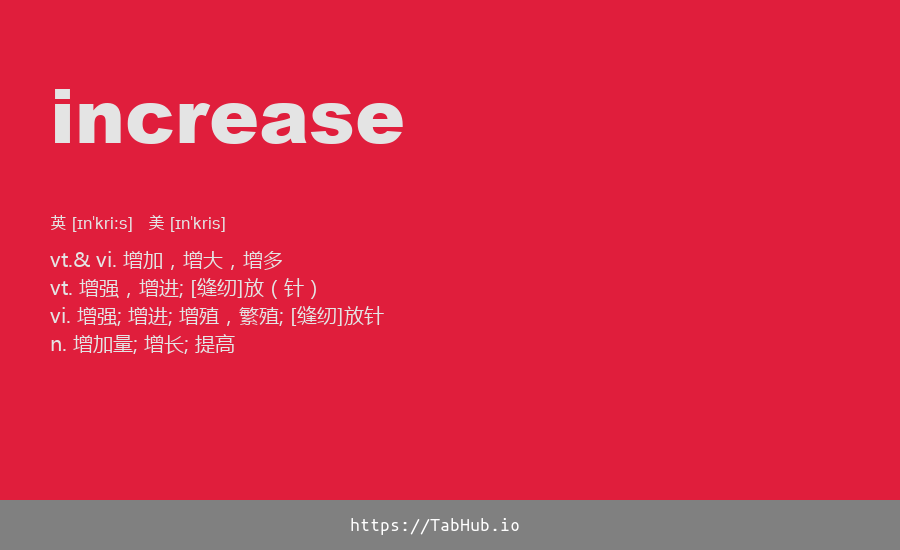 increase
英 [ɪnˈkriːs] 美 [ɪnˈkris]
vt.& vi. 增加，增大，增多
vt. 增强，增进; [缝纫]放（针）
vi. 增强; 增进; 增殖，繁殖; [缝纫]放针
n. 增加量; 增长; 提高
https://TabHub.io